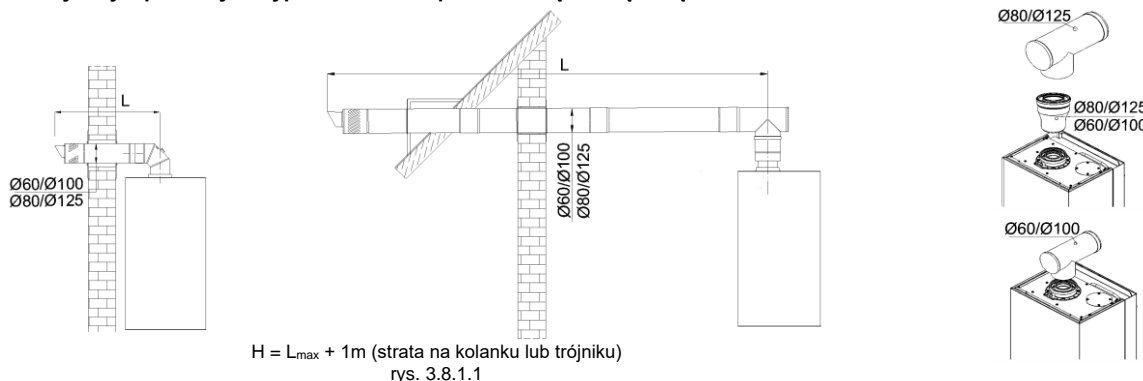 L
Ø60/Ø100
Ø80/Ø125
L
Ø60/Ø100
Ø80/Ø125
H = Lmax + 1m (strata na kolanku lub trójniku)
rys. 3.8.1.1
Ø80/Ø125
Ø80/Ø125
Ø60/Ø100
Ø60/Ø100